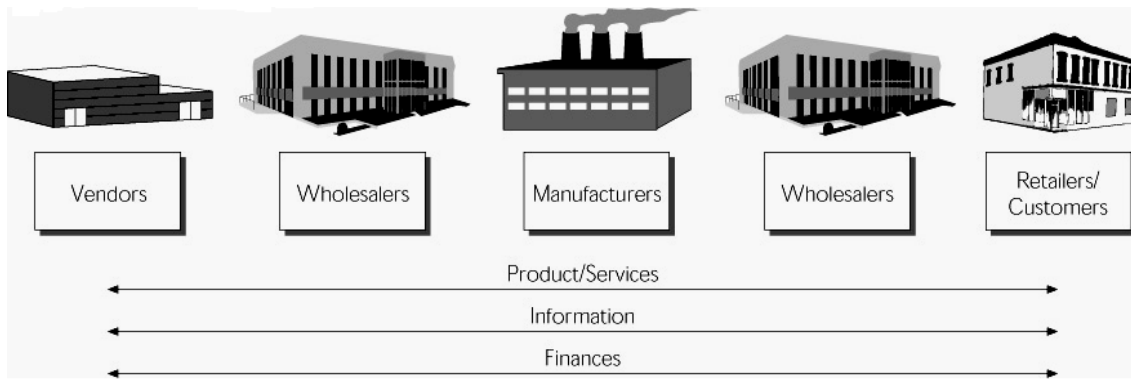 Vendors
Wholesalers
Manufacturers
Wholesalers
Retailers/
Customers
Product/Services
Information
Finances